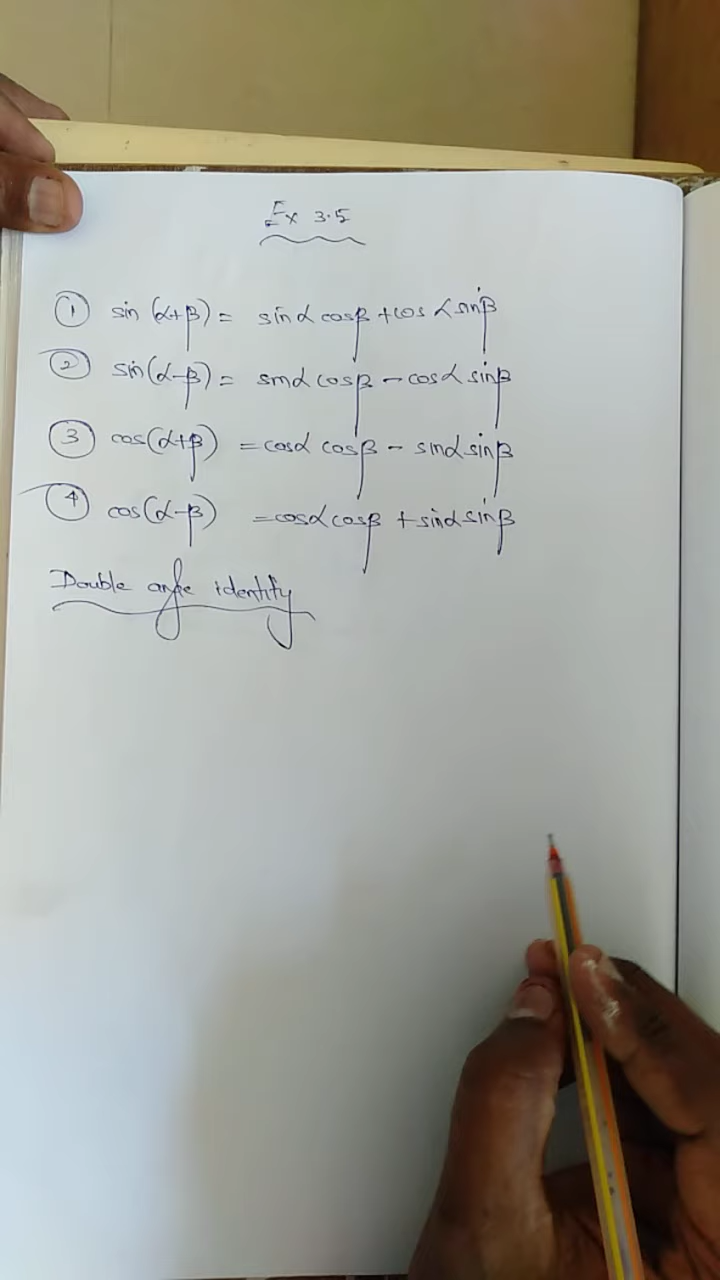 Ex 3.5
① sin (α+β) = sinα cosβ + cos α sinβ
② sin(α-β) = sinα cosβ - cosα sinβ
③ cos(α+β) = cosα cosβ - sinα sinβ
④ cos(α-β) = cosα cosβ + sinα sinβ
Double angle identity